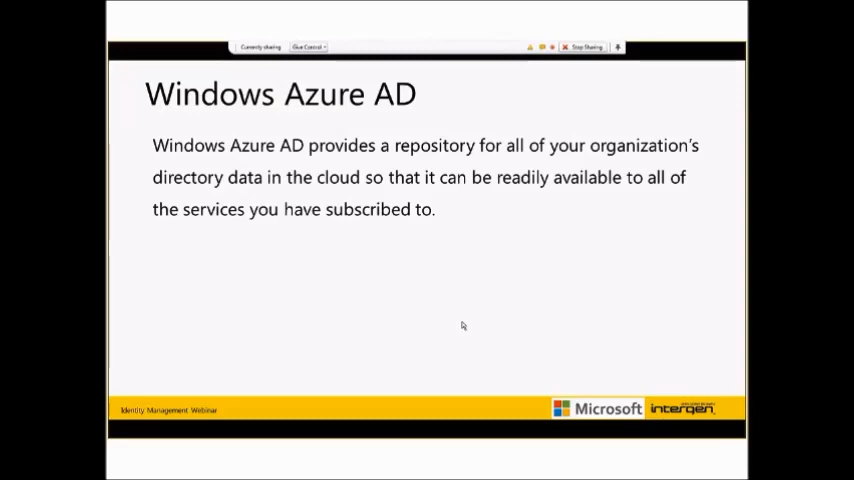 Currently sharing Give Control Stop Sharing
Windows Azure AD
Windows Azure AD provides a repository for all of your organization's
directory data in the cloud so that it can be readily available to all of
the services you have subscribed to.
Identity Management Webinar
Microsoft intergen